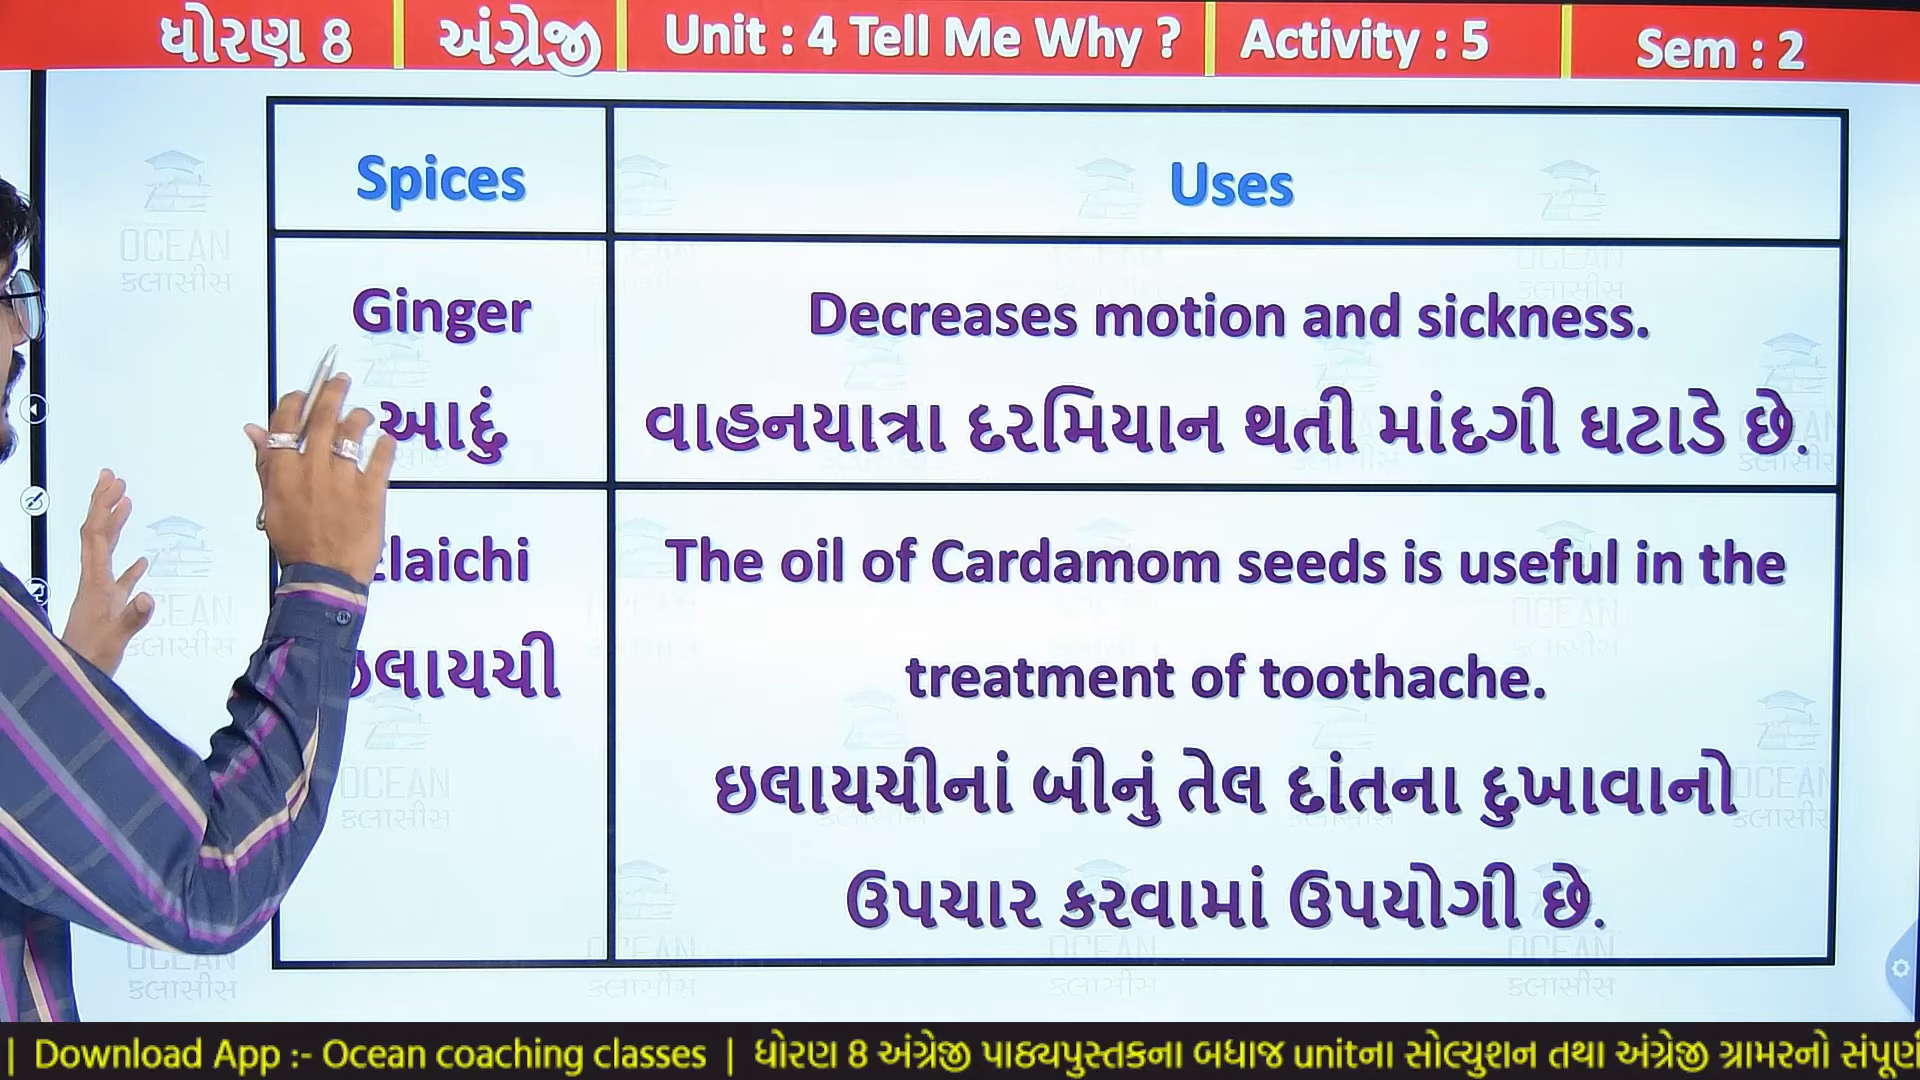 ધોરણ 8 અંગ્રેજી Unit : 4 Tell Me Why ? Activity : 5 Sem : 2
Spices Uses
Ginger Decreases motion and sickness.
આદું વાહનયાત્રા દરમિયાન થતી માંદગી ઘટાડે છે.
Elaichi The oil of Cardamom seeds is useful in the
treatment of toothache.
ઇલાયચી
ઇલાયચીનાં બીનું તેલ દાંતના દુખાવાનો
ઉપચાર કરવામાં ઉપયોગી છે.
OCEAN
ક્લાસીસ
| Download App :- Ocean coaching classes | ધોરણ 8 અંગ્રેજી પાઠ્યપુસ્તકના બધાજ unitના સોલ્યુશન તથા અંગ્રેજી ગ્રામરનો સંપૂર્ણ